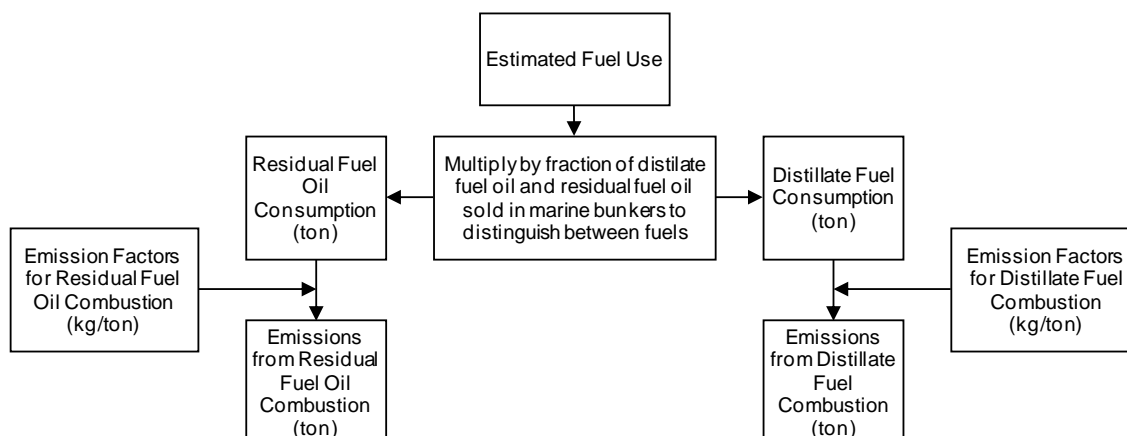 Estimated Fuel Use
Residual Fuel
Oil
Consumption
(ton)
Multiply by fraction of distilate
fuel oil and residual fuel oil
sold in marine bunkers to
distinguish between fuels
Distillate Fuel
Consumption
(ton)
Emission Factors
for Residual Fuel
Oil Combustion
(kg/ton)
Emission Factors
for Distillate Fuel
Combustion
(kg/ton)
Emissions
from Residual
Fuel Oil
Combustion
(ton)
Emissions
from Distillate
Fuel
Combustion
(ton)